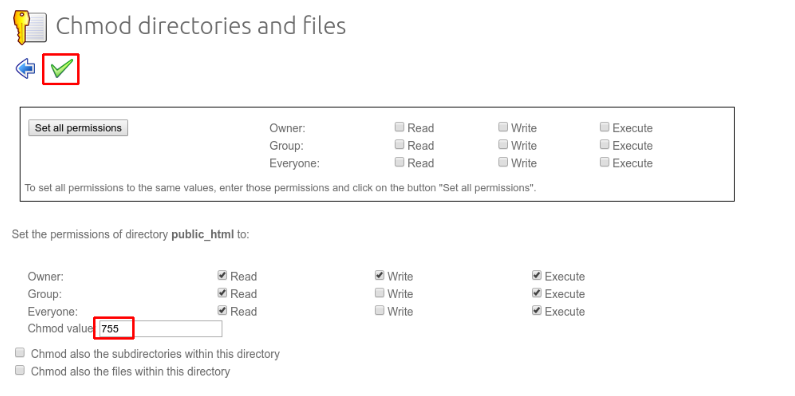 Chmod directories and files
Set all permissions Owner: Read Write Execute
Group: Read Write Execute
Everyone: Read Write Execute
To set all permissions to the same values, enter those permissions and click on the button "Set all permissions".
Set the permissions of directory public_html to:
Owner: Read Write Execute
Group: Read Write Execute
Everyone: Read Write Execute
Chmod value 755
Chmod also the subdirectories within this directory
Chmod also the files within this directory